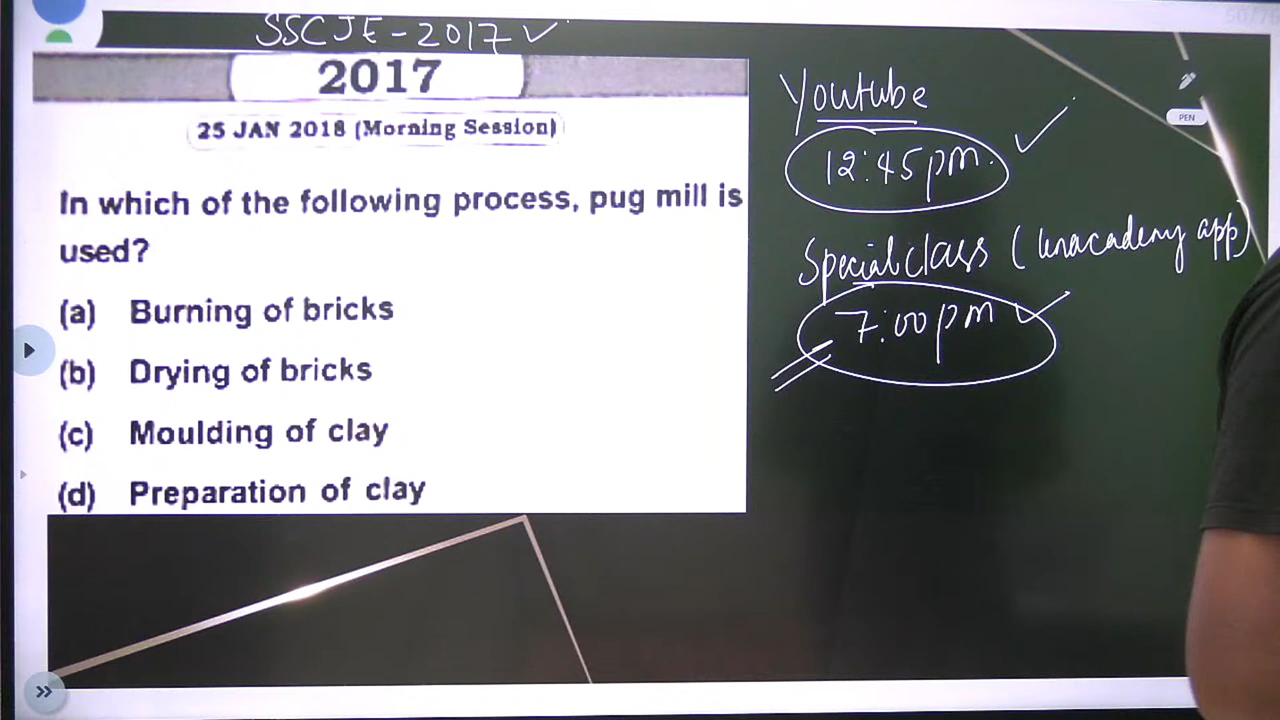 SSCJE-2017
2017
25 JAN 2018 (Morning Session)
In which of the following process, pug mill is
used?
(a) Burning of bricks
(b) Drying of bricks
(c) Moulding of clay
(d) Preparation of clay
Youtube
12:45pm.
Special class (Unacademy app)
7:00pm
PEN